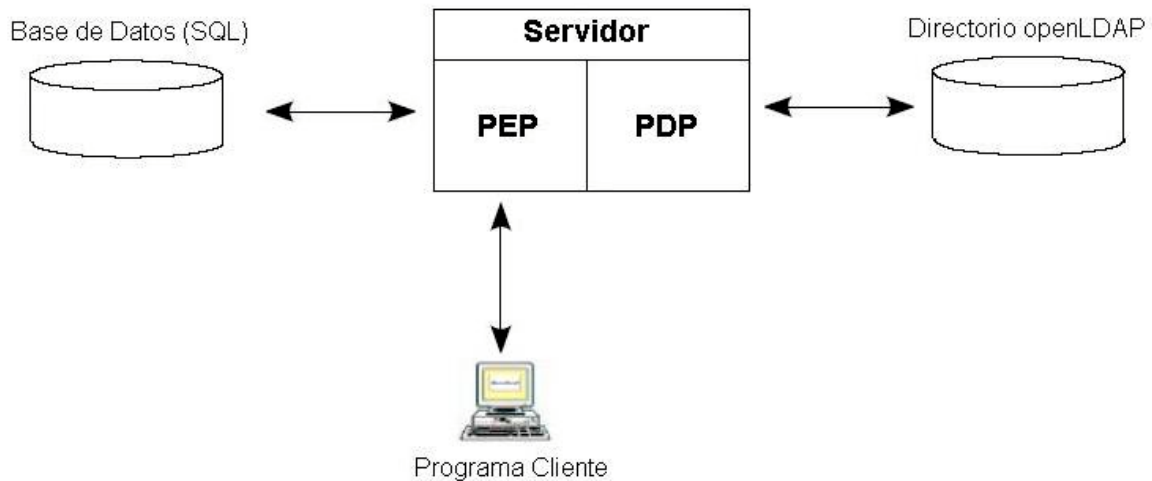 Base de Datos (SQL)
Servidor
Directorio openLDAP
PEP
PDP
Programa Cliente